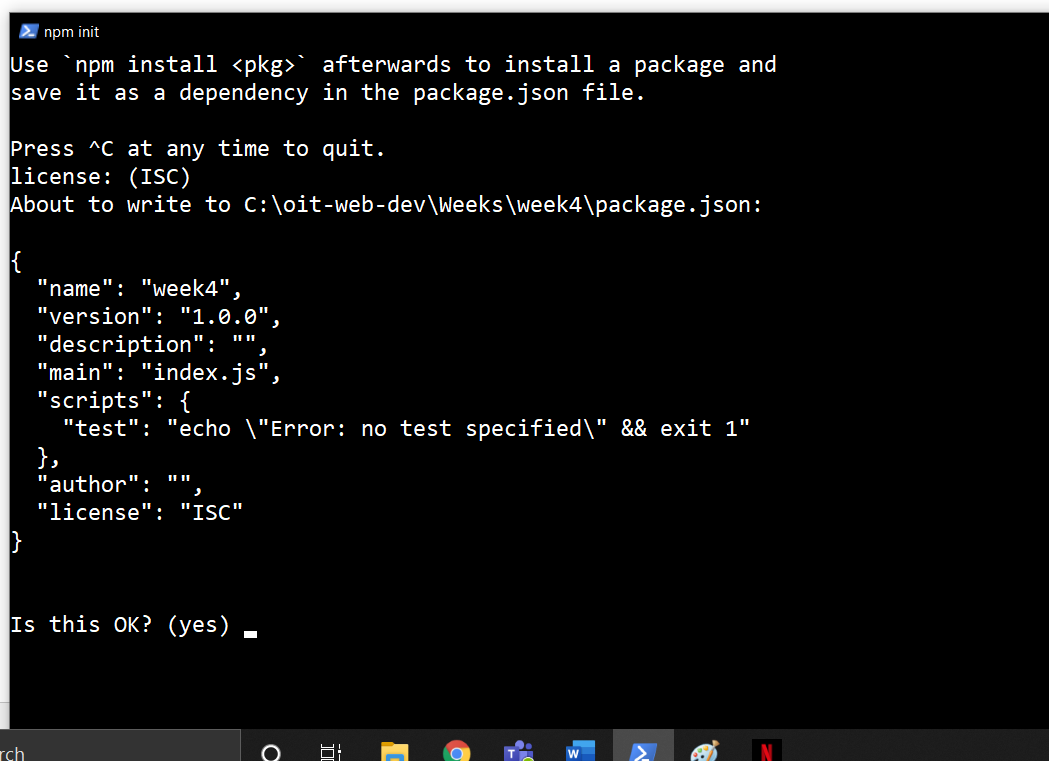 npm init
Use `npm install <pkg>` afterwards to install a package and
save it as a dependency in the package.json file.
Press ^C at any time to quit.
license: (ISC)
About to write to C:\oit-web-dev\Weeks\week4\package.json:
{
  "name": "week4",
  "version": "1.0.0",
  "description": "",
  "main": "index.js",
  "scripts": {
    "test": "echo \"Error: no test specified\" && exit 1"
  },
  "author": "",
  "license": "ISC"
}
Is this OK? (yes)
rch